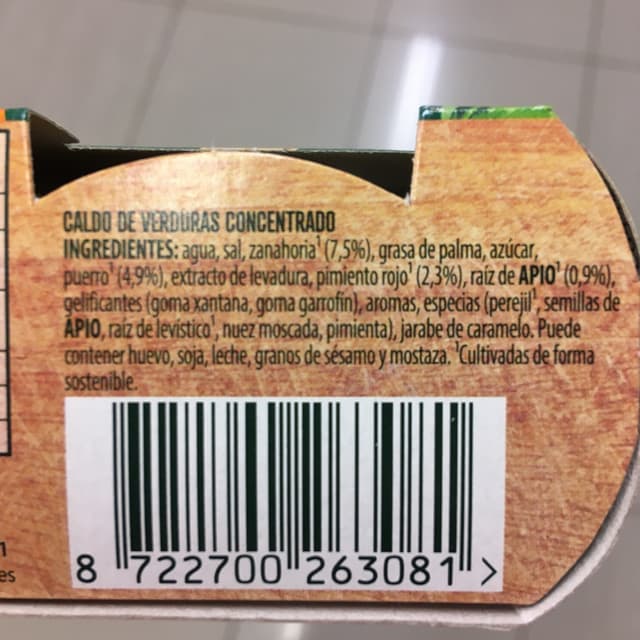 CALDO DE VERDURAS CONCENTRADO
INGREDIENTES: agua, sal, zanahoria¹ (7,5%), grasa de palma, azúcar,
puerro¹ (4,9%), extracto de levadura, pimiento rojo¹ (2,3%), raíz de APIO¹ (0,9%),
gelificantes (goma xantana, goma garrofín), aromas, especias (perejil¹, semillas de
APIO, raíz de levístico¹, nuez moscada, pimienta), jarabe de caramelo. Puede
contener huevo, soja, leche, granos de sésamo y mostaza. ¹Cultivadas de forma
sostenible.
8 722700 263081 >